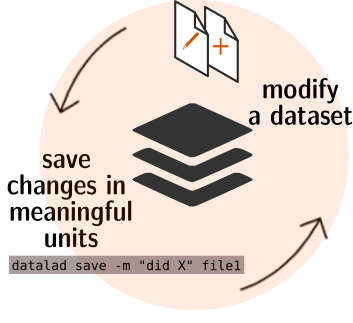 modify
a dataset
save
changes in
meaningful
units
datalad save -m "did X" file1